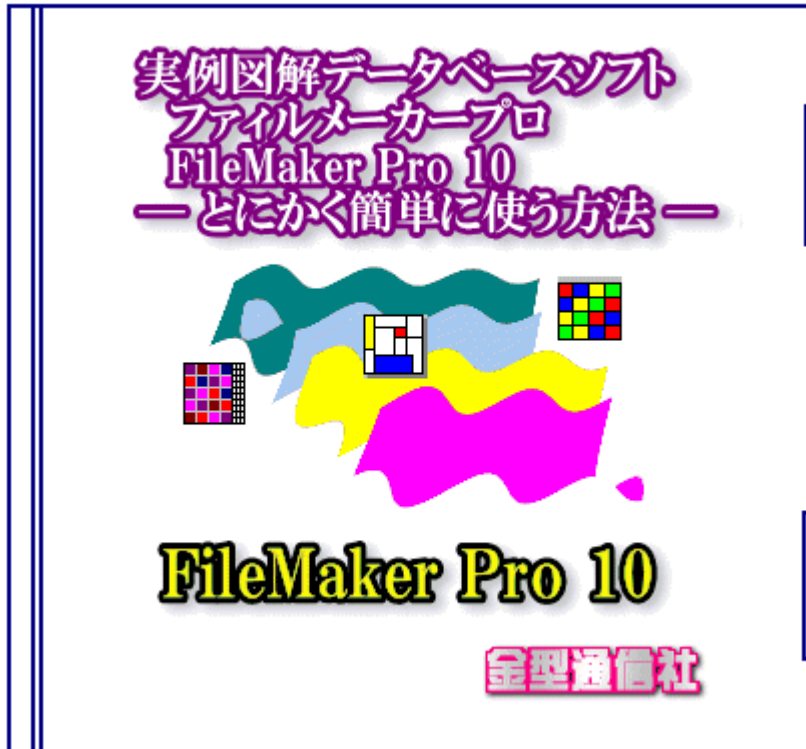 実例図解データベースソフト
ファィルメーカープロ
FileMaker Pro 10
― とにかく簡単に使う方法 ―
FileMaker Pro 10
金型通信社